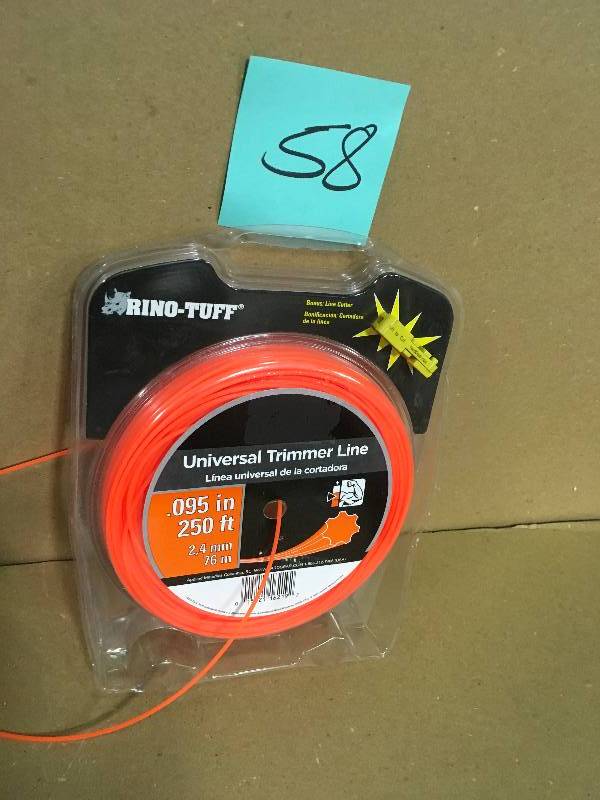 58
RINO-TUFF®
Bonus: Line Cutter
Bonificación: Cortadora
de la línea
Universal Trimmer Line
Línea universal de la cortadora
.095 in
250 ft
2.4 mm
76 m